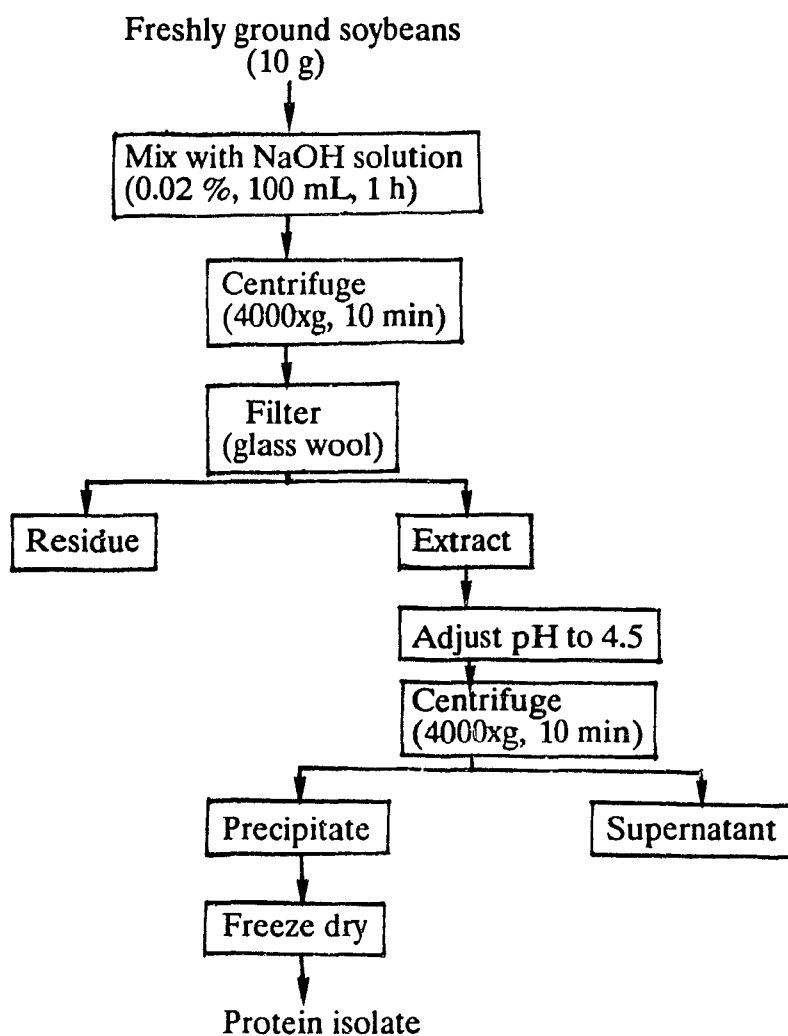 Freshly ground soybeans
(10 g)
Mix with NaOH solution
(0.02 %, 100 mL, 1 h)
Centrifuge
(4000xg, 10 min)
Filter
(glass wool)
Residue
Extract
Adjust pH to 4.5
Centrifuge
(4000xg, 10 min)
Precipitate
Supernatant
Freeze dry
Protein isolate